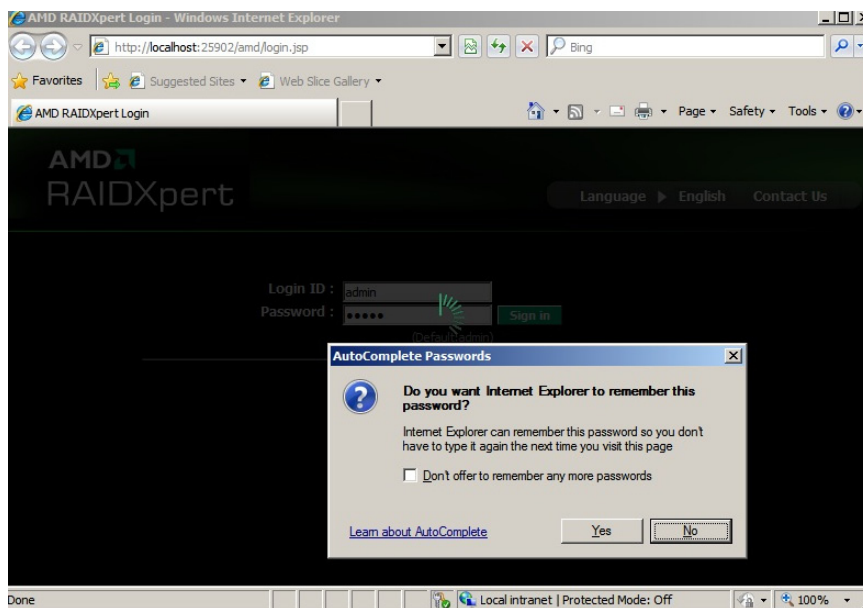 AMD RAIDXpert Login - Windows Internet Explorer
http://localhost:25902/amd/login.jsp
Bing
Favorites Suggested Sites Web Slice Gallery
AMD RAIDXpert Login
Page Safety Tools
AMD
RAIDXpert
Language English Contact Us
Login ID : admin
Password : ●●●●● Sign in
(Default:admin)
AutoComplete Passwords
Do you want Internet Explorer to remember this
password?
Internet Explorer can remember this password so you don't
have to type it again the next time you visit this page
Don't offer to remember any more passwords
Learn about AutoComplete Yes No
Done Local intranet | Protected Mode: Off 100%